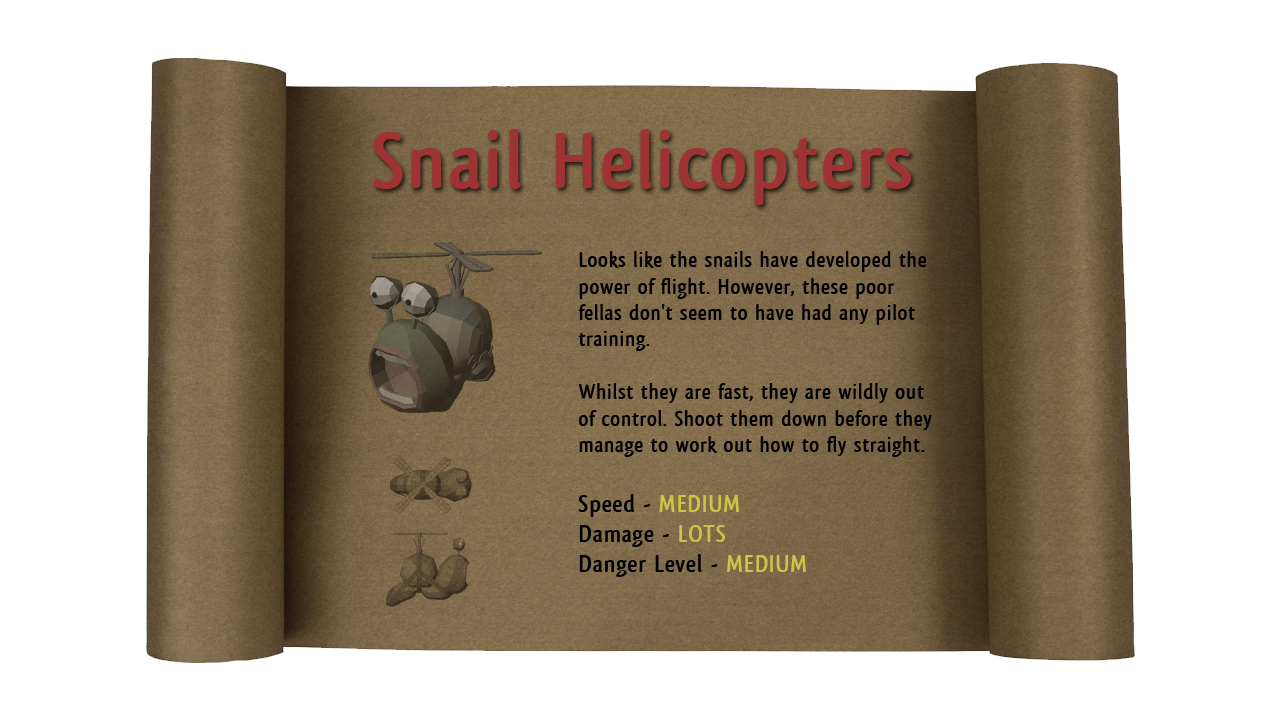 Snail Helicopters
Looks like the snails have developed the
power of flight. However, these poor
fellas don't seem to have had any pilot
training.
Whilst they are fast, they are wildly out
of control. Shoot them down before they
manage to work out how to fly straight.
Speed - MEDIUM
Damage - LOTS
Danger Level - MEDIUM